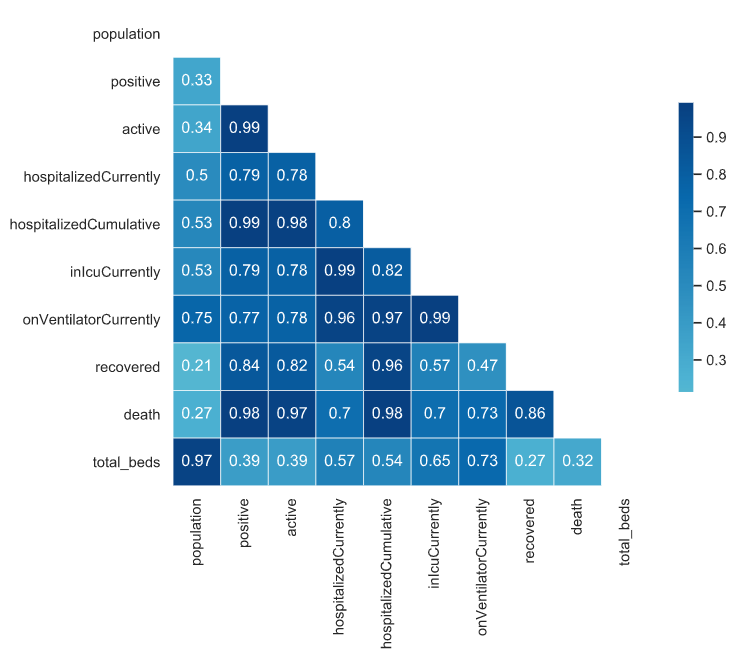 population
positive 0.33
active 0.34 0.99
hospitalizedCurrently 0.5 0.79 0.78
hospitalizedCumulative 0.53 0.99 0.98 0.8
inIcuCurrently 0.53 0.79 0.78 0.99 0.82
onVentilatorCurrently 0.75 0.77 0.78 0.96 0.97 0.99
recovered 0.21 0.84 0.82 0.54 0.96 0.57 0.47
death 0.27 0.98 0.97 0.7 0.98 0.7 0.73 0.86
total_beds 0.97 0.39 0.39 0.57 0.54 0.65 0.73 0.27 0.32
population
positive
active
hospitalizedCurrently
hospitalizedCumulative
inIcuCurrently
onVentilatorCurrently
recovered
death
total_beds
0.9
0.8
0.7
0.6
0.5
0.4
0.3